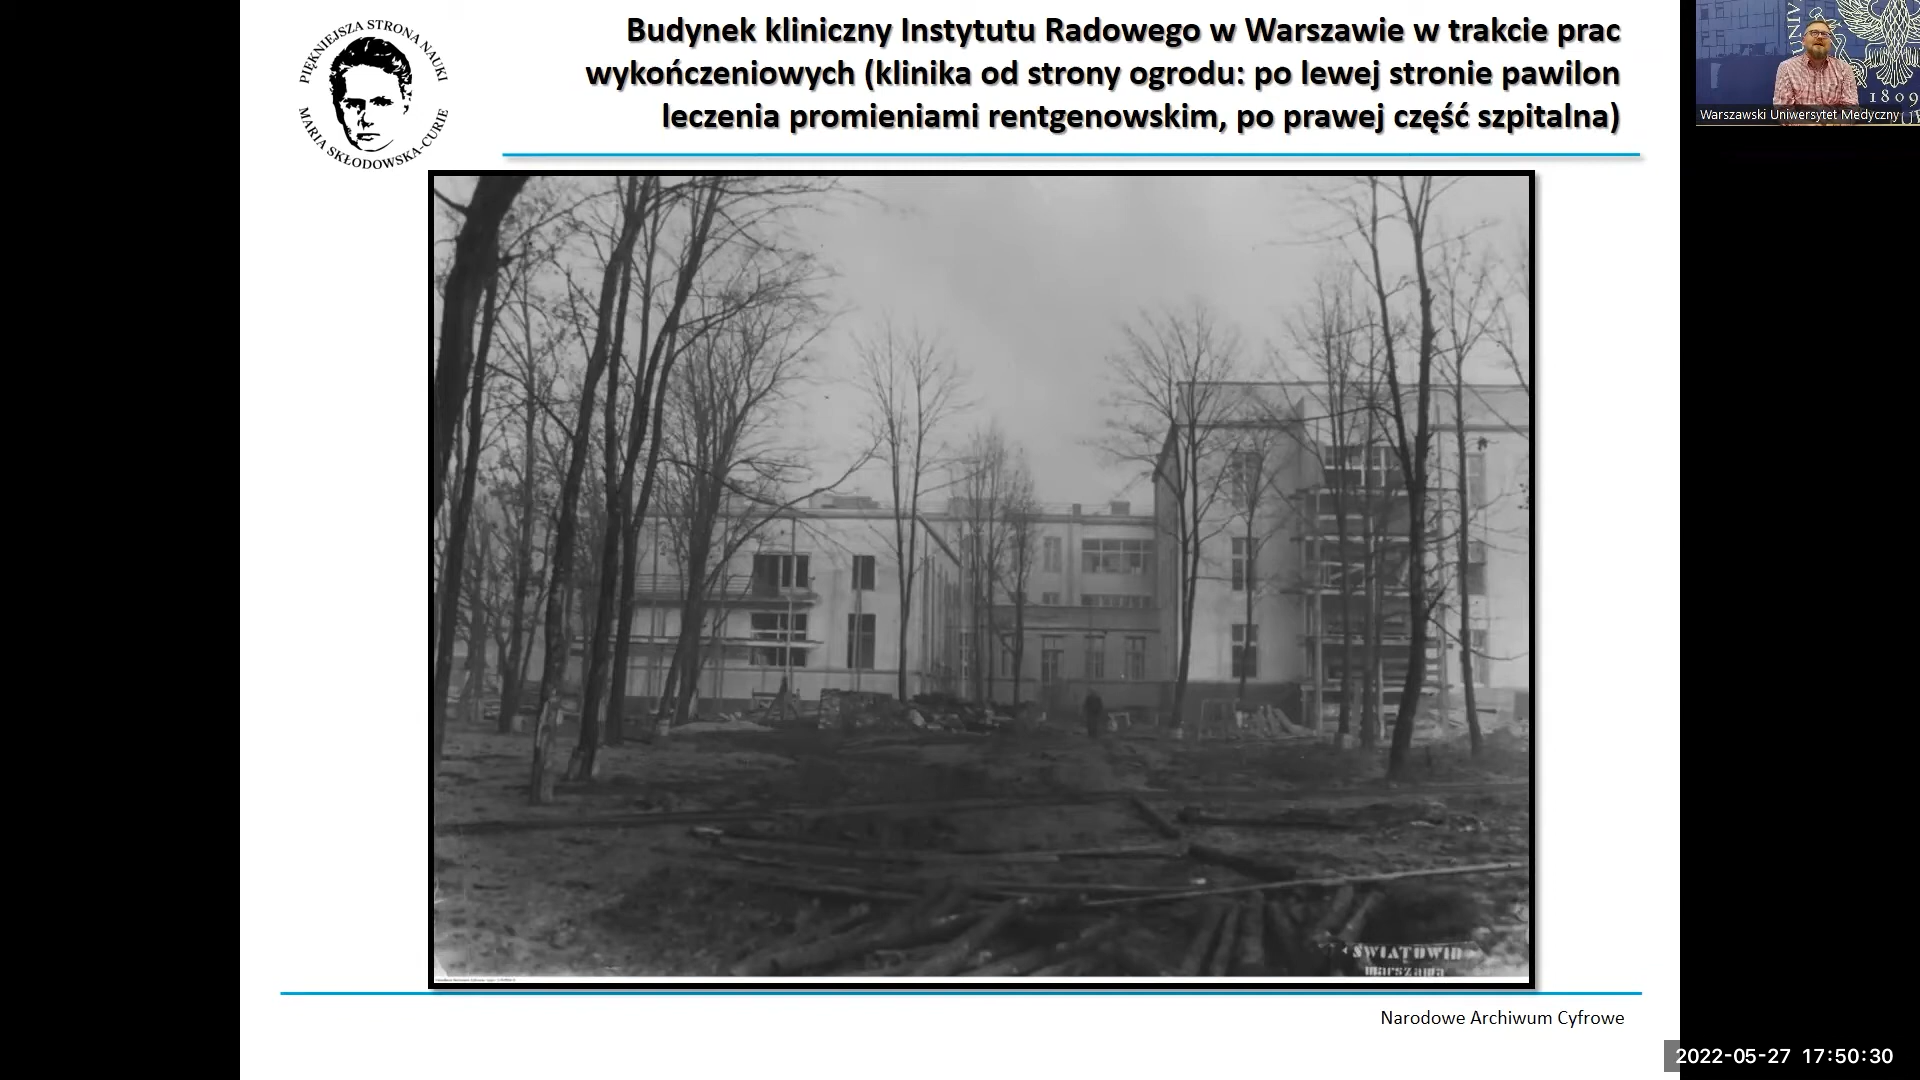 PIĘKNIEJSZA STRONA NAUKI
MARIA SKŁODOWSKA-CURIE
Budynek kliniczny Instytutu Radowego w Warszawie w trakcie prac
wykończeniowych (klinika od strony ogrodu: po lewej stronie pawilon
leczenia promieniami rentgenowskim, po prawej część szpitalna)
1809
Warszawski Uniwersytet Medyczny
ŚWIATOWID
Warszawa
Narodowe Archiwum Cyfrowe
2022-05-27 17:50:30